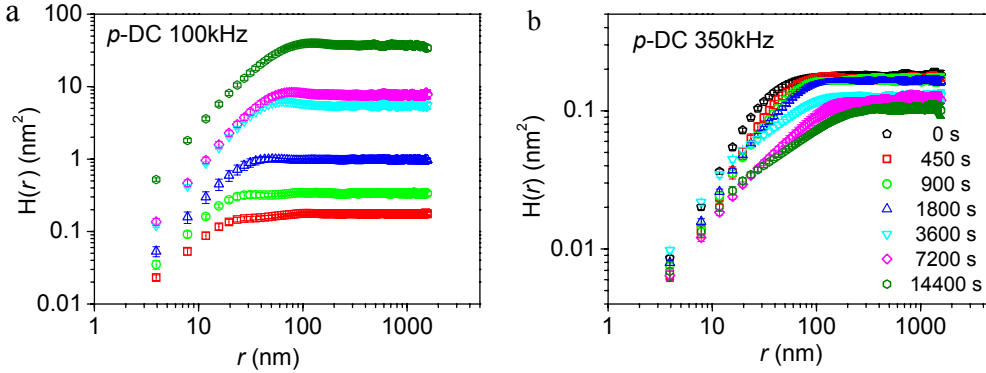 a
p-DC 100kHz
H(r) (nm²)
100
10
1
0.1
0.01
1
10
100
1000
r (nm)
b
p-DC 350kHz
H(r) (nm²)
0.1
0.01
0 s
450 s
900 s
1800 s
3600 s
7200 s
14400 s
1
10
100
1000
r (nm)